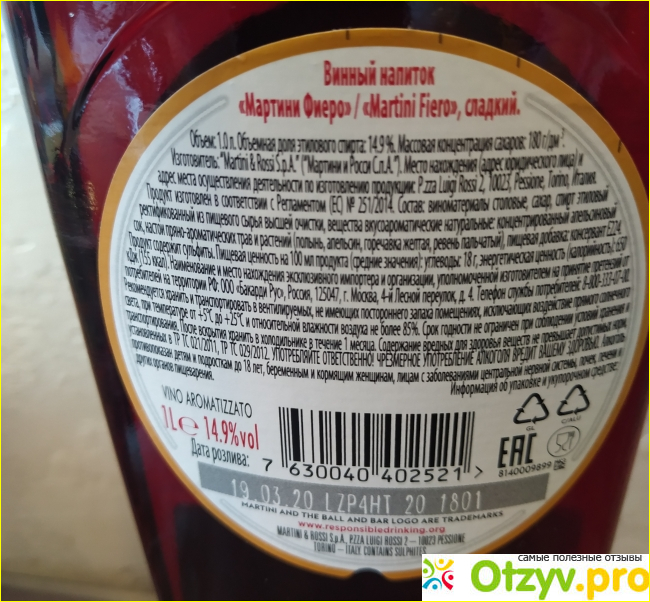 Винный напиток
«Мартини Фиеро» / «Martini Fiero», сладкий.
Объем: 1.0 л. Объемная доля этилового спирта: 14.9 %. Массовая концентрация сахаров: 180 г/дм³
Изготовитель: "Martini & Rossi S.p.A." ("Мартини и Росси С.п.А."). Место нахождения (адрес юридического лица) и
адрес места осуществления деятельности по изготовлению продукции: P.zza Luigi Rossi 2, 10023, Pessione, Torino, Италия.
Продукт изготовлен в соответствии с Регламентом (ЕС) № 251/2014. Состав: виноматериалы столовые, сахар, спирт этиловый
ректификованный из пищевого сырья высшей очистки, вещества вкусоароматические натуральные: концентрированный апельсиновый
сок, настои пряно-ароматических трав и растений (полынь, апельсин, горечавка желтая, ревень пальчатый), пищевая добавка: консервант Е224.
Продукт содержит сульфиты. Пищевая ценность на 100 мл продукта (средние значения): углеводы: 18 г, энергетическая ценность (калорийность): 650
кДж (155 ккал). Наименование и место нахождения эксклюзивного импортера и организации, уполномоченной изготовителем на принятие претензий от
потребителей на территории РФ: ООО «Бакарди Рус», Россия, 125047, г. Москва, 4-й Лесной переулок, д. 4. Телефон службы потребителей: 8-800-333-07-00.
Рекомендуется хранить и транспортировать в вентилируемых, не имеющих постороннего запаха помещениях, исключающих воздействие прямого солнечного
света, при температуре от +5°С до +25°С и относительной влажности воздуха не более 85%. Срок годности не ограничен при соблюдении условий хранения и
транспортирования. После вскрытия хранить в холодильнике в течение 1 месяца. Содержание вредных для здоровья веществ не превышает допустимых норм,
установленных в ТР ТС 021/2011, ТР ТС 029/2012. УПОТРЕБЛЯЙТЕ ОТВЕТСТВЕННО! ЧРЕЗМЕРНОЕ УПОТРЕБЛЕНИЕ АЛКОГОЛЯ ВРЕДИТ ВАШЕМУ ЗДОРОВЬЮ. Алкоголь
противопоказан детям и подросткам до 18 лет, беременным и кормящим женщинам, лицам с заболеваниями центральной нервной системы, почек, печени и
других органов пищеварения.
Информация об упаковке и укупорочном средстве:
VINO AROMATIZZATO
1L e 14.9%vol
Дата розлива:
GL
C/ALU
EAC
7 630040 402521 >
8140009899
19.03.20 LZP4HT 20 1801
MARTINI AND THE BALL AND BAR LOGO ARE TRADEMARKS
www.responsibledrinking.org
MARTINI & ROSSI S.p.A., P.ZZA LUIGI ROSSI 2 – 10023 PESSIONE
TORINO – ITALY CONTAINS SULPHITES
самые полезные отзывы
Otzyv.pro